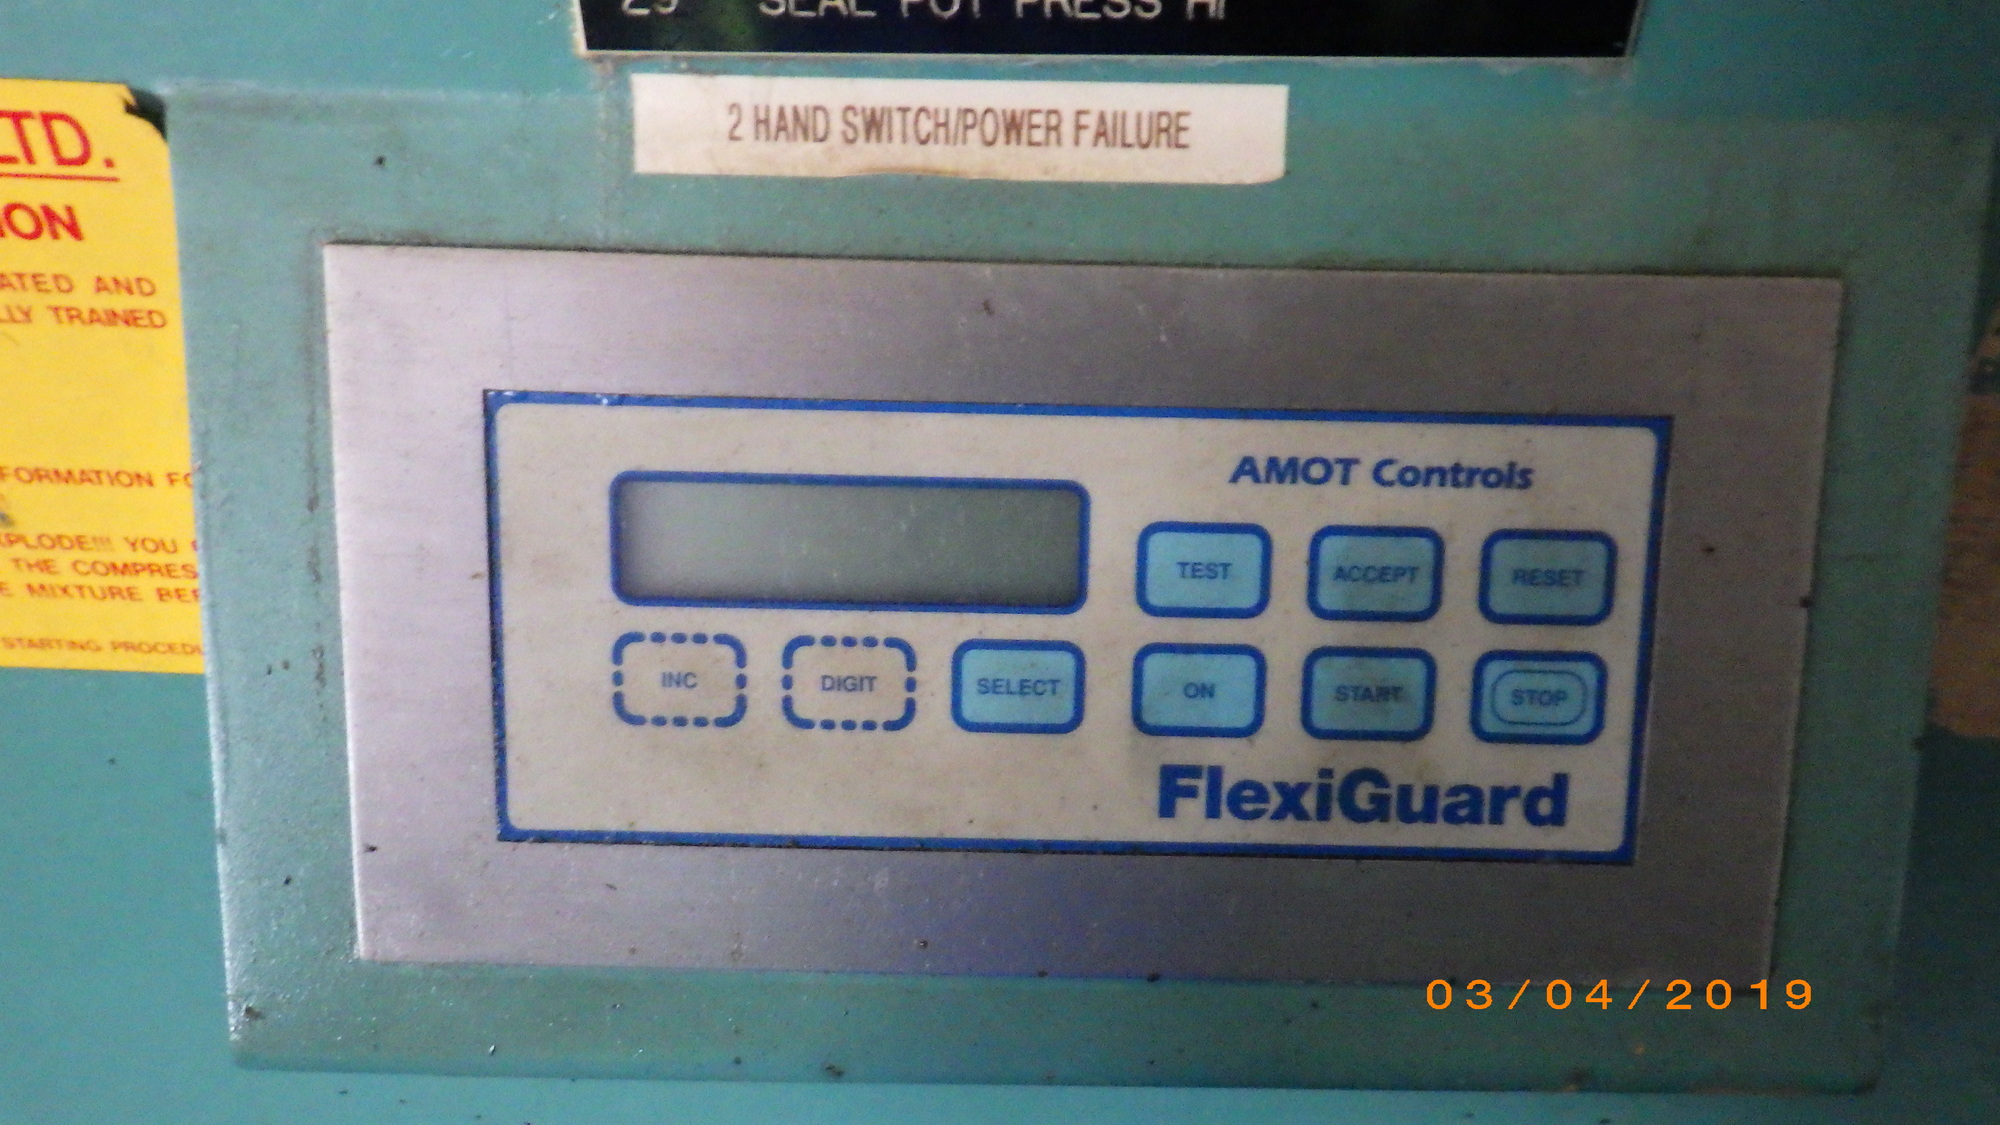 29 SEAL POT PRESS HI
2 HAND SWITCH/POWER FAILURE
LTD.
ION
ATED AND
LLY TRAINED
FORMATION FO
XPLODE!!! YOU
THE COMPRES
E MIXTURE BEF
STARTING PROCEDU
AMOT Controls
TEST ACCEPT RESET
INC DIGIT SELECT ON START STOP
FlexiGuard
03/04/2019